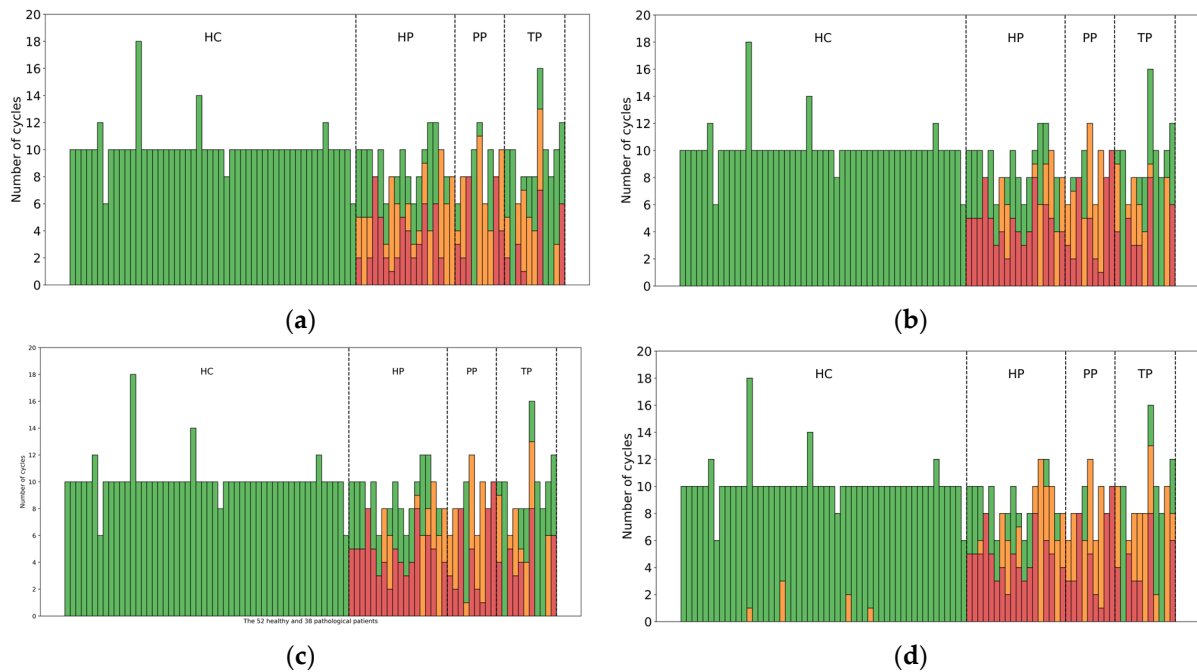 20
18
16
14
12
10
8
6
4
2
0
Number of cycles
HC
HP
PP
TP
(a)
20
18
16
14
12
10
8
6
4
2
0
Number of cycles
HC
HP
PP
TP
(b)
20
18
16
14
12
10
8
6
4
2
0
Number of cycles
HC
HP
PP
TP
The 52 healthy and 38 pathological patients
(c)
20
18
16
14
12
10
8
6
4
2
0
Number of cycles
HC
HP
PP
TP
(d)